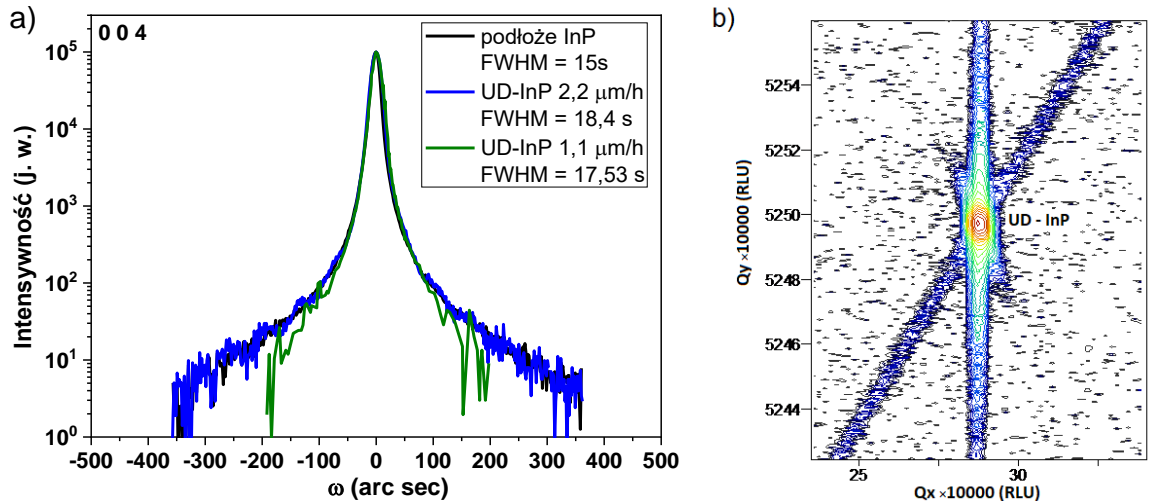 a)
0 0 4
podłoże InP
FWHM = 15s
UD-InP 2,2 μm/h
FWHM = 18,4 s
UD-InP 1,1 μm/h
FWHM = 17,53 s
Intensywność (j. w.)
10⁵
10⁴
10³
10²
10¹
10⁰
-500 -400 -300 -200 -100 0 100 200 300 400 500
ω (arc sec)
b)
Qy ×10000 (RLU)
5254
5252
5250
5248
5246
5244
UD - InP
25 30
Qx ×10000 (RLU)